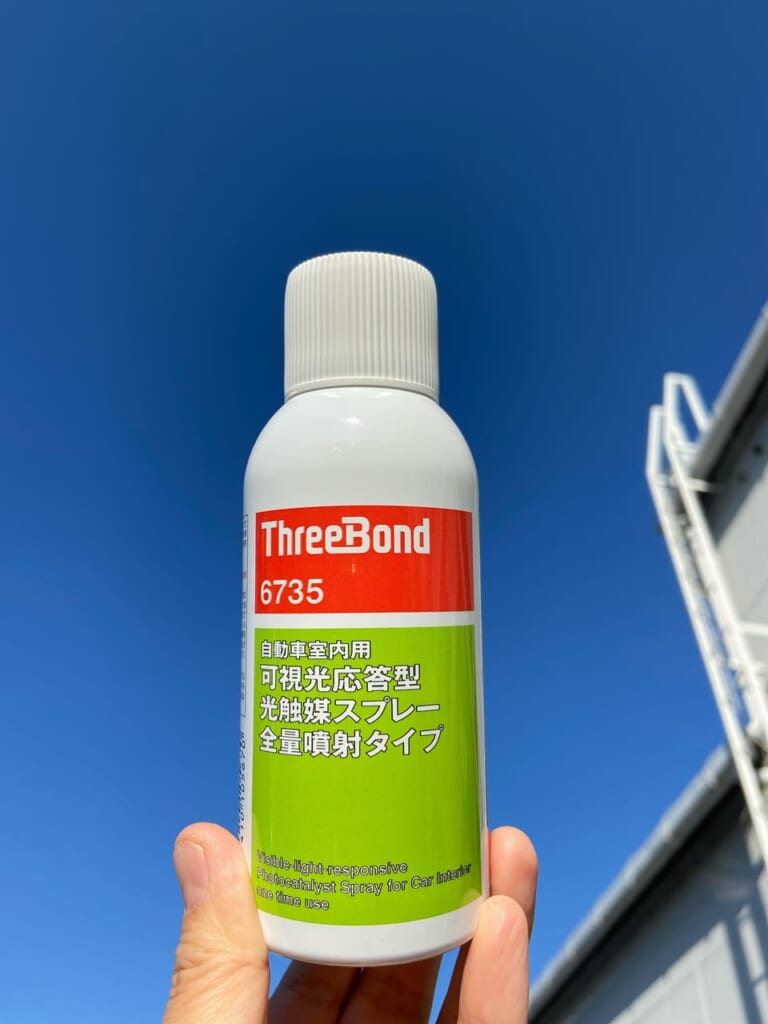 ThreeBond
6735
自動車室内用
可視光応答型
光触媒スプレー
全量噴射タイプ
Visible-light-responsive
Photocatalyst Spray for Car Interior
one time use